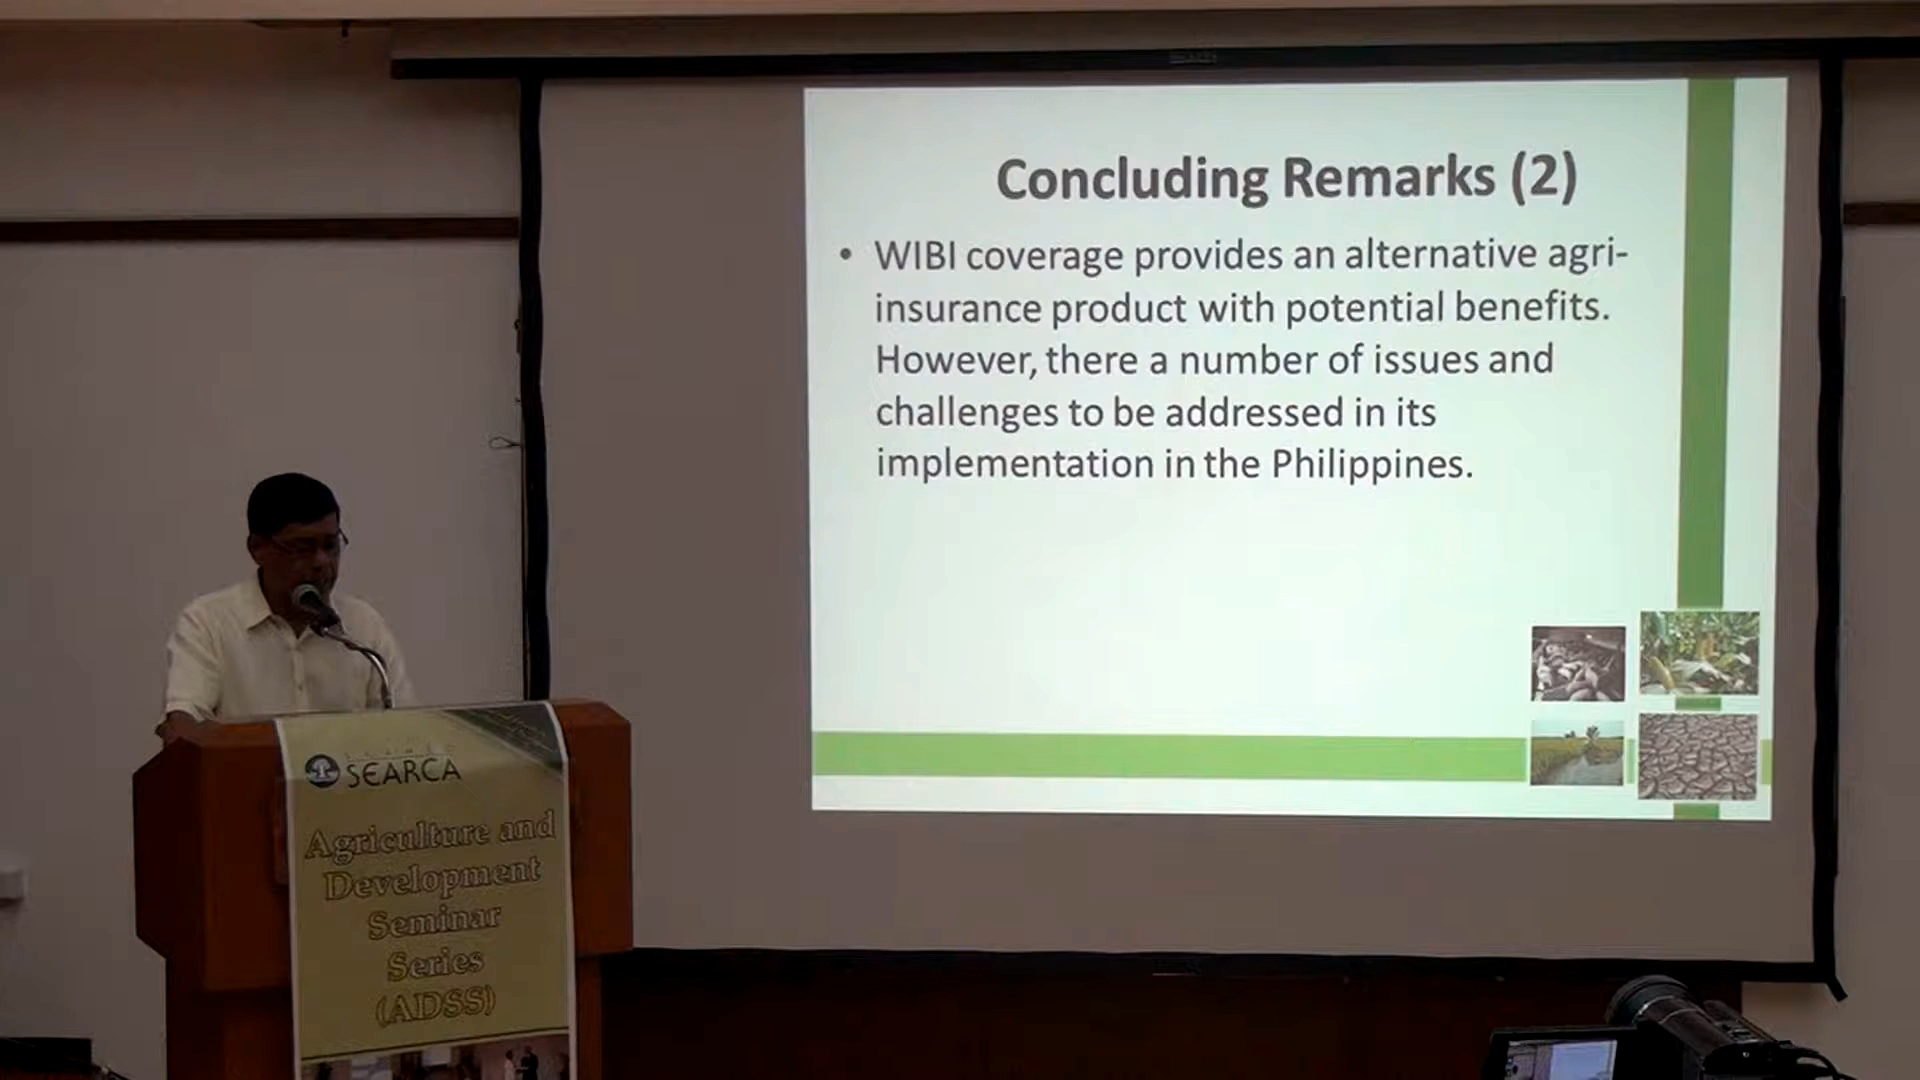 Concluding Remarks (2)
• WIBI coverage provides an alternative agri-
insurance product with potential benefits.
However, there a number of issues and
challenges to be addressed in its
implementation in the Philippines.
SEARCA
Agriculture and
Development
Seminar
Series
(ADSS)